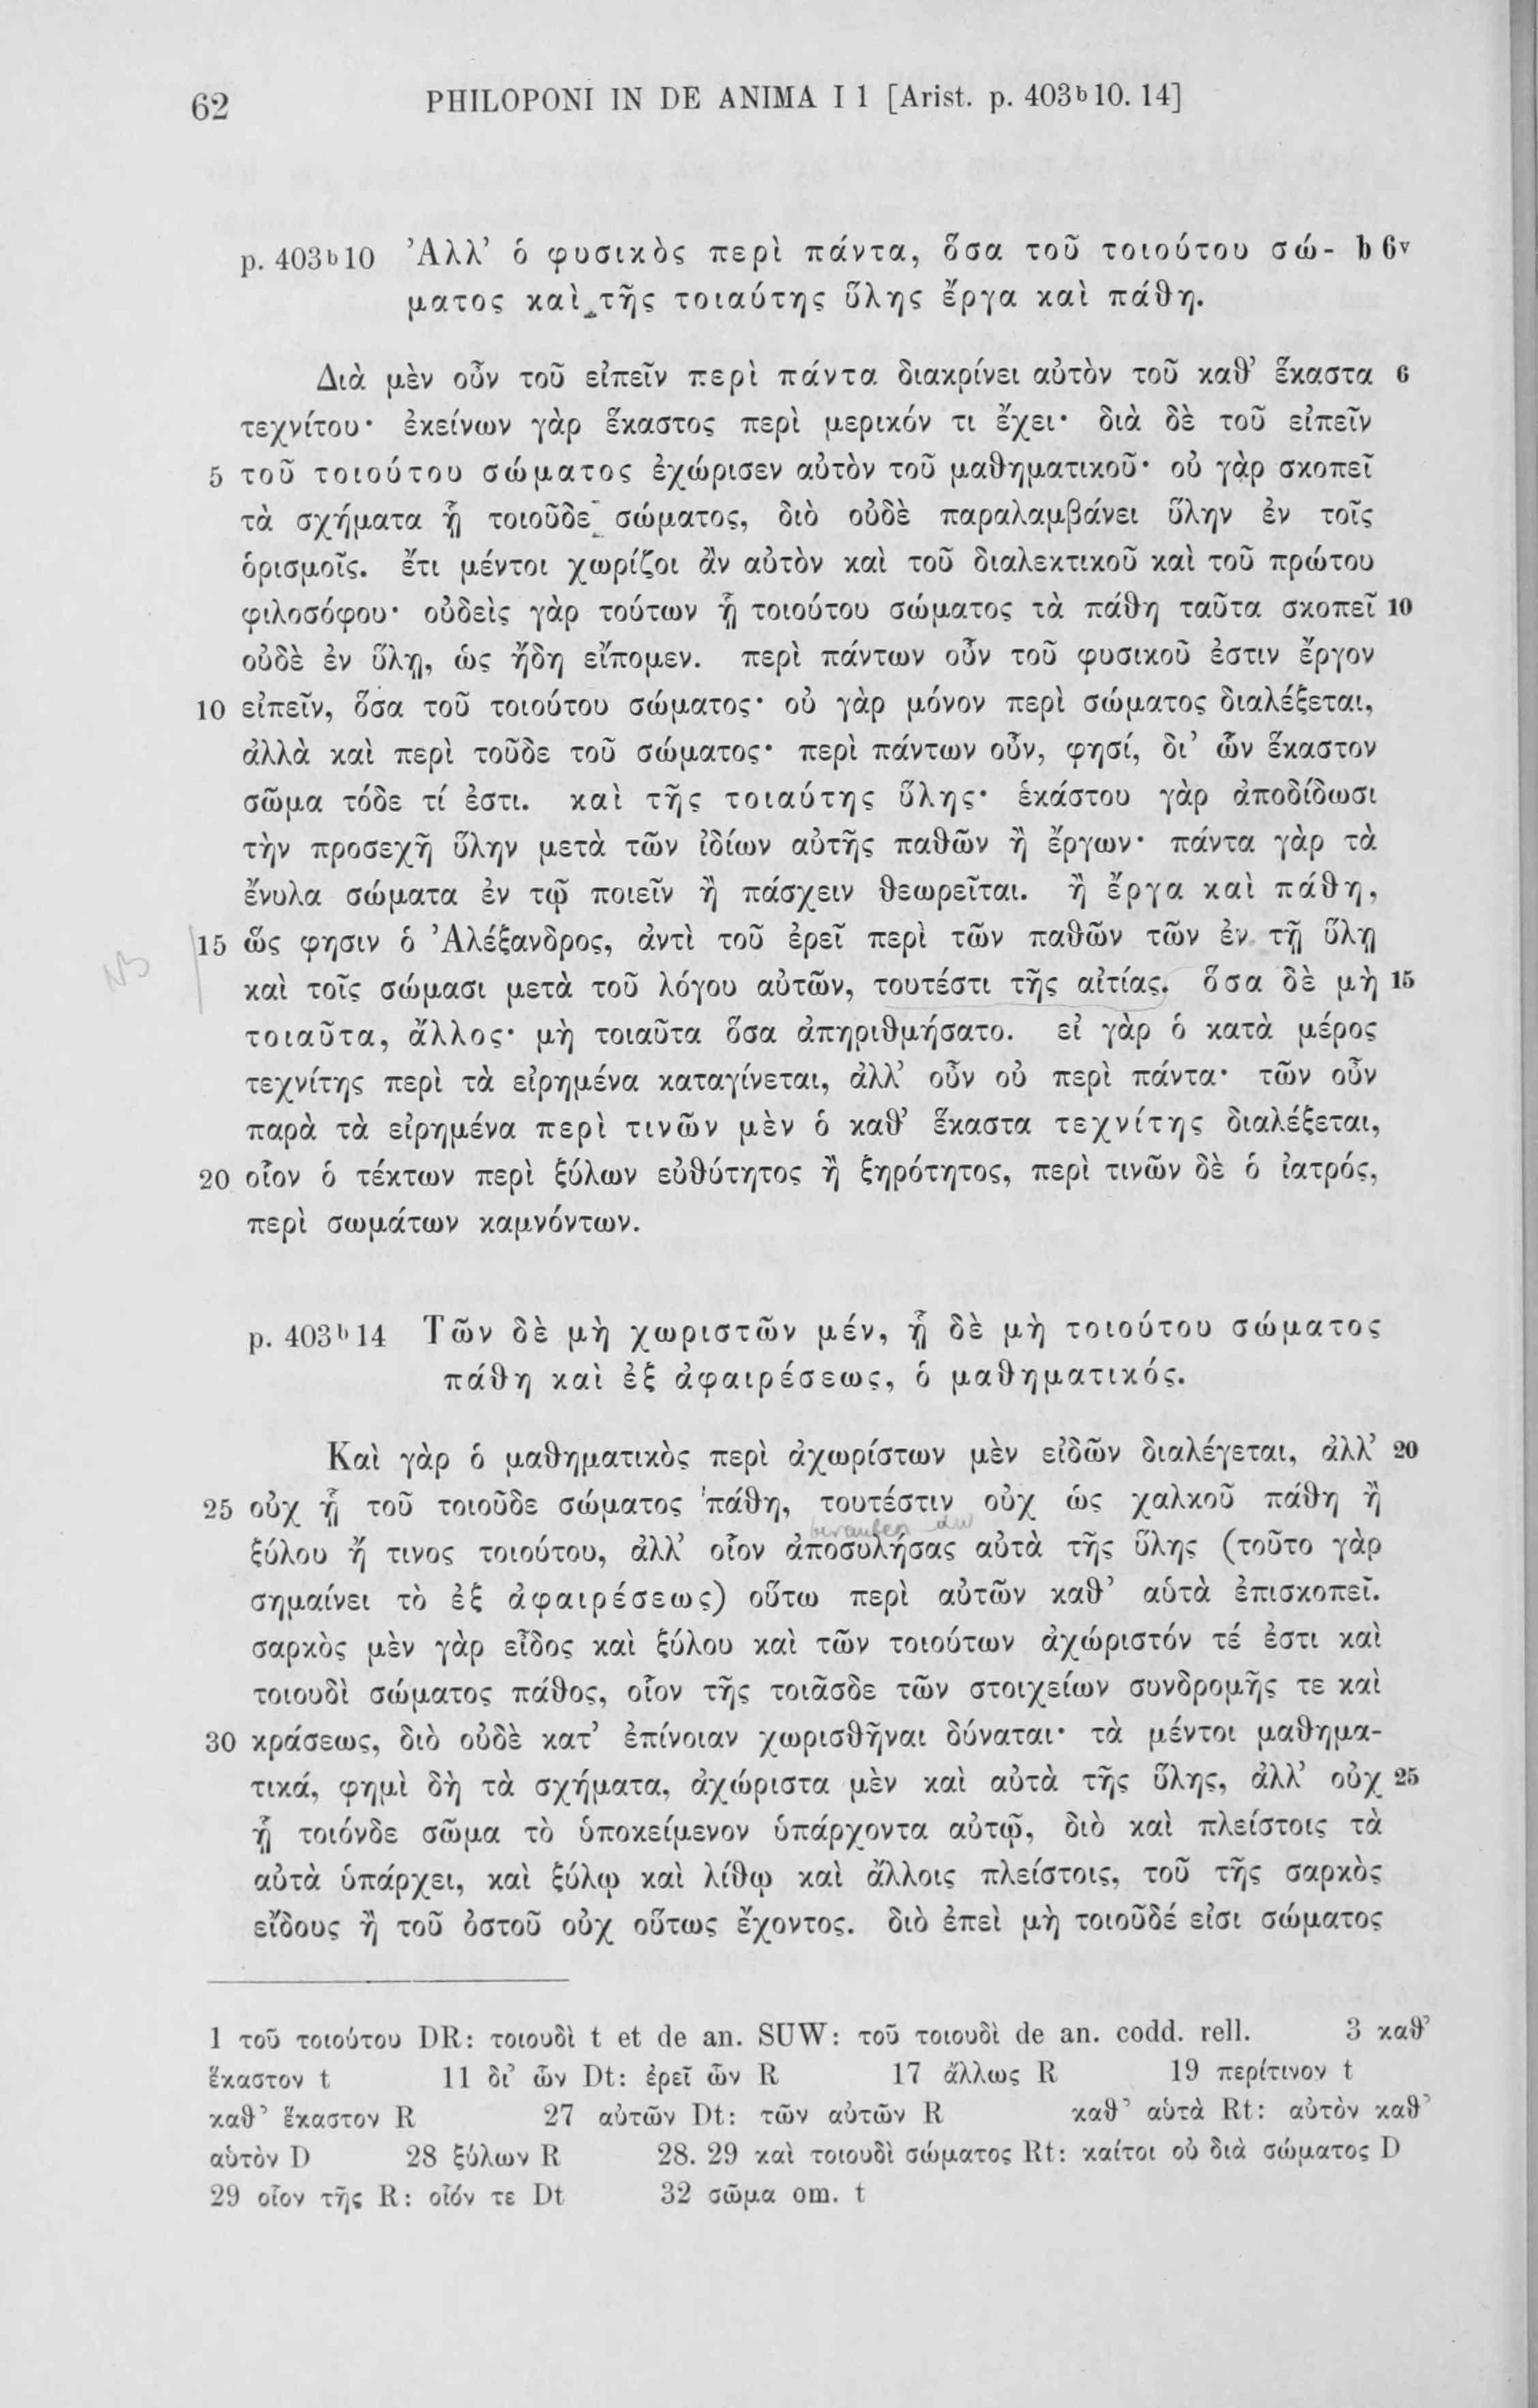 62 PHILOPONI IN DE ANIMA I 1 [Arist. p. 403ᵇ10. 14]
p. 403ᵇ10 Ἀλλ’ ὁ φυσικὸς περὶ πάντα, ὅσα τοῦ τοιούτου σώ- b 6ᵛ
ματος καὶ τῆς τοιαύτης ὕλης ἔργα καὶ πάθη.
Διὰ μὲν οὖν τοῦ εἰπεῖν περὶ πάντα διακρίνει αὐτὸν τοῦ καθ’ ἕκαστα 6
τεχνίτου· ἐκείνων γὰρ ἕκαστος περὶ μερικόν τι ἔχει· διὰ δὲ τοῦ εἰπεῖν
5 τοῦ τοιούτου σώματος ἐχώρισεν αὐτὸν τοῦ μαθηματικοῦ· οὐ γὰρ σκοπεῖ
τὰ σχήματα ᾗ τοιοῦδε σώματος, διὸ οὐδὲ παραλαμβάνει ὕλην ἐν τοῖς
ὁρισμοῖς. ἔτι μέντοι χωρίζοι ἂν αὐτὸν καὶ τοῦ διαλεκτικοῦ καὶ τοῦ πρώτου
φιλοσόφου· οὐδεὶς γὰρ τούτων ᾗ τοιούτου σώματος τὰ πάθη ταῦτα σκοπεῖ 10
οὐδὲ ἐν ὕλῃ, ὡς ἤδη εἴπομεν. περὶ πάντων οὖν τοῦ φυσικοῦ ἐστιν ἔργον
10 εἰπεῖν, ὅσα τοῦ τοιούτου σώματος· οὐ γὰρ μόνον περὶ σώματος διαλέξεται,
ἀλλὰ καὶ περὶ τοῦδε τοῦ σώματος· περὶ πάντων οὖν, φησί, δι’ ὧν ἕκαστον
σῶμα τόδε τί ἐστι. καὶ τῆς τοιαύτης ὕλης· ἑκάστου γὰρ ἀποδίδωσι
τὴν προσεχῆ ὕλην μετὰ τῶν ἰδίων αὐτῆς παθῶν ἢ ἔργων· πάντα γὰρ τὰ
ἔνυλα σώματα ἐν τῷ ποιεῖν ἢ πάσχειν θεωρεῖται. ἢ ἔργα καὶ πάθη,
15 ὥς φησιν ὁ Ἀλέξανδρος, ἀντὶ τοῦ ἐρεῖ περὶ τῶν παθῶν τῶν ἐν τῇ ὕλῃ
καὶ τοῖς σώμασι μετὰ τοῦ λόγου αὐτῶν, τουτέστι τῆς αἰτίας. ὅσα δὲ μὴ 15
τοιαῦτα, ἄλλος· μὴ τοιαῦτα ὅσα ἀπηριθμήσατο. εἰ γὰρ ὁ κατὰ μέρος
τεχνίτης περὶ τὰ εἰρημένα καταγίνεται, ἀλλ’ οὖν οὐ περὶ πάντα· τῶν οὖν
παρὰ τὰ εἰρημένα περὶ τινῶν μὲν ὁ καθ’ ἕκαστα τεχνίτης διαλέξεται,
20 οἷον ὁ τέκτων περὶ ξύλων εὐθύτητος ἢ ξηρότητος, περὶ τινῶν δὲ ὁ ἰατρός,
περὶ σωμάτων καμνόντων.
NB
p. 403ᵇ14 Τῶν δὲ μὴ χωριστῶν μέν, ᾗ δὲ μὴ τοιούτου σώματος
πάθη καὶ ἐξ ἀφαιρέσεως, ὁ μαθηματικός.
Καὶ γὰρ ὁ μαθηματικὸς περὶ ἀχωρίστων μὲν εἰδῶν διαλέγεται, ἀλλ’ 20
25 οὐχ ᾗ τοῦ τοιοῦδε σώματος πάθη, τουτέστιν οὐχ ὡς χαλκοῦ πάθη ἢ
ξύλου ἤ τινος τοιούτου, ἀλλ’ οἷον ἀποσυλήσας αὐτὰ τῆς ὕλης (τοῦτο γὰρ
σημαίνει τὸ ἐξ ἀφαιρέσεως) οὕτω περὶ αὐτῶν καθ’ αὑτὰ ἐπισκοπεῖ.
σαρκὸς μὲν γὰρ εἶδος καὶ ξύλου καὶ τῶν τοιούτων ἀχώριστόν τέ ἐστι καὶ
τοιουδὶ σώματος πάθος, οἷον τῆς τοιᾶσδε τῶν στοιχείων συνδρομῆς τε καὶ
30 κράσεως, διὸ οὐδὲ κατ’ ἐπίνοιαν χωρισθῆναι δύναται· τὰ μέντοι μαθημα-
τικά, φημὶ δὴ τὰ σχήματα, ἀχώριστα μὲν καὶ αὐτὰ τῆς ὕλης, ἀλλ’ οὐχ 25
ᾗ τοιόνδε σῶμα τὸ ὑποκείμενον ὑπάρχοντα αὐτῷ, διὸ καὶ πλείστοις τὰ
αὐτὰ ὑπάρχει, καὶ ξύλῳ καὶ λίθῳ καὶ ἄλλοις πλείστοις, τοῦ τῆς σαρκὸς
εἴδους ἢ τοῦ ὀστοῦ οὐχ οὕτως ἔχοντος. διὸ ἐπεὶ μὴ τοιοῦδέ εἰσι σώματος
1 τοῦ τοιούτου DR: τοιουδὶ t et de an. SUW: τοῦ τοιουδὶ de an. codd. rell. 3 καθ’
ἕκαστον t 11 δι’ ὧν Dt: ἐρεῖ ὧν R 17 ἄλλως R 19 περίτινον t
καθ’ ἕκαστον R 27 αὐτῶν Dt: τῶν αὐτῶν R καθ’ αὑτὰ Rt: αὐτὸν καθ’
αὑτὸν D 28 ξύλων R 28. 29 καὶ τοιουδὶ σώματος Rt: καίτοι οὐ διὰ σώματος D
29 οἷον τῆς R: οἷόν τε Dt 32 σῶμα om. t